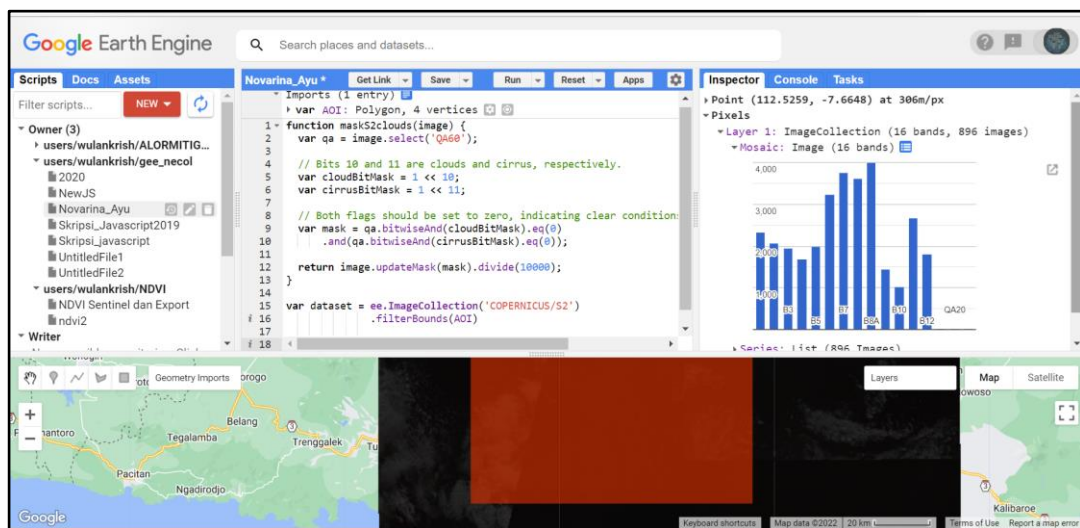 Google Earth Engine
Search places and datasets...
Scripts Docs Assets
Filter scripts... NEW
Owner (3)
users/wulankrish/ALORMITIG...
users/wulankrish/gee_necol
2020
NewJS
Novarina_Ayu
Skripsi_Javascript2019
Skripsi_javascript
UntitledFile1
UntitledFile2
users/wulankrish/NDVI
NDVI Sentinel dan Export
ndvi2
Writer
Novarina_Ayu * Get Link Save Run Reset Apps
Imports (1 entry)
var AOI: Polygon, 4 vertices
1 function maskS2clouds(image) {
2 var qa = image.select('QA60');
3
4 // Bits 10 and 11 are clouds and cirrus, respectively.
5 var cloudBitMask = 1 << 10;
6 var cirrusBitMask = 1 << 11;
7
8 // Both flags should be set to zero, indicating clear condition
9 var mask = qa.bitwiseAnd(cloudBitMask).eq(0)
10 .and(qa.bitwiseAnd(cirrusBitMask).eq(0));
11
12 return image.updateMask(mask).divide(10000);
13 }
14
15 var dataset = ee.ImageCollection('COPERNICUS/S2')
i 16 .filterBounds(AOI)
17
i 18
Inspector Console Tasks
Point (112.5259, -7.6648) at 306m/px
Pixels
Layer 1: ImageCollection (16 bands, 896 images)
Mosaic: Image (16 bands)
4,000
3,000
2,000
1,000
B3 B5 B7 B8A B10 B12 QA20
Series: List (896 Images)
Geometry Imports
Layers
Map Satellite
orogo
Belang
Tegalamba
Trenggalek
Tu
Pacitan
Ngadirodjo
mantoro
owoso
Kalibaroe
3
3
Google
Keyboard shortcuts Map data ©2022 20 km Terms of Use Report a map error